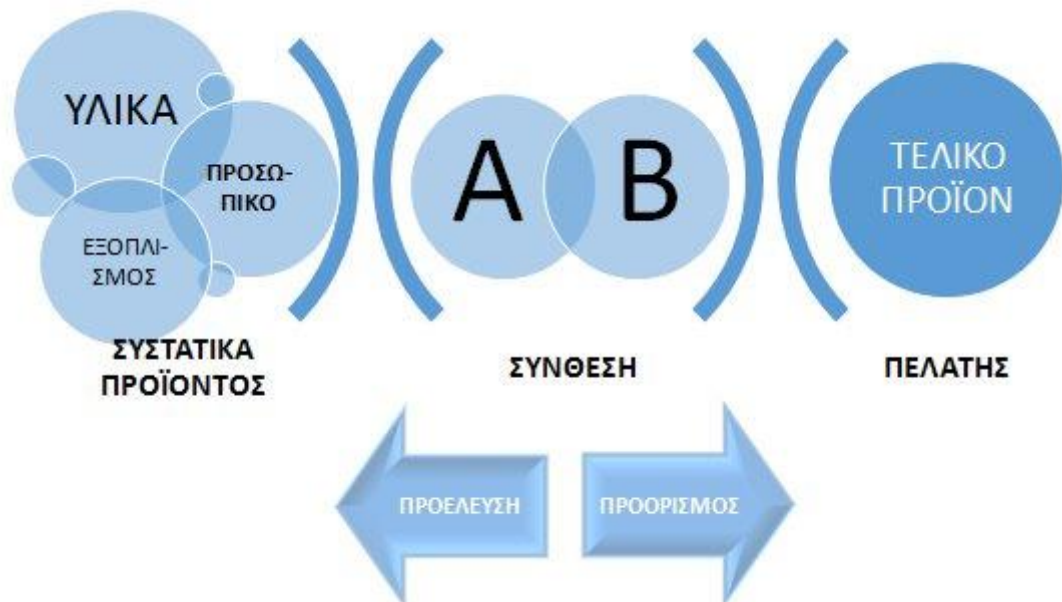 ΥΛΙΚΑ
ΠΡΟΣΩ-
ΠΙΚΟ
ΕΞΟΠΛΙ-
ΣΜΟΣ
ΣΥΣΤΑΤΙΚΑ
ΠΡΟΪΟΝΤΟΣ
Α
Β
ΣΥΝΘΕΣΗ
ΤΕΛΙΚΟ
ΠΡΟΪΟΝ
ΠΕΛΑΤΗΣ
ΠΡΟΕΛΕΥΣΗ
ΠΡΟΟΡΙΣΜΟΣ